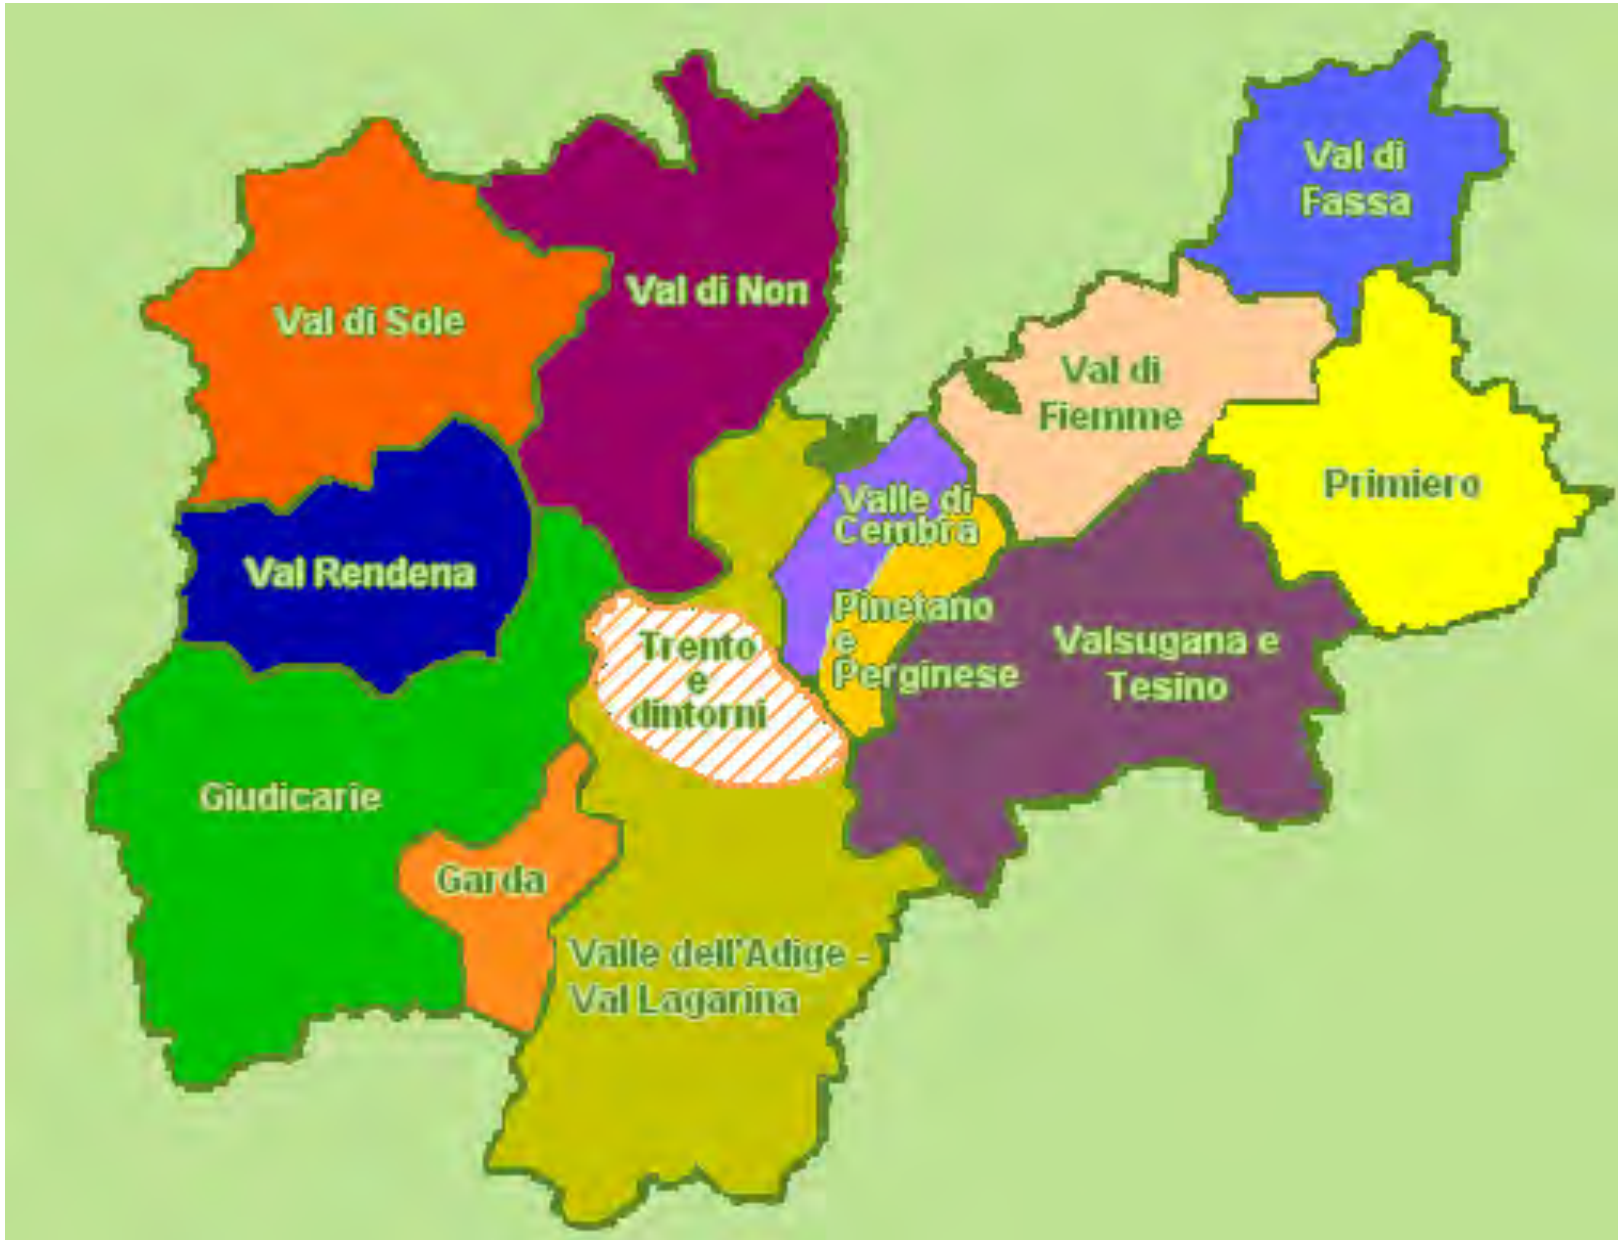 Val di
Fassa
Val di Non
Val di Sole
Val di
Fiemme
Primiero
Valle di
Cembra
Val Rendena
Pinetano
e
Perginese
Trento
e
dintorni
Valsugana e
Tesino
Giudicarie
Garda
Valle dell'Adige -
Val Lagarina